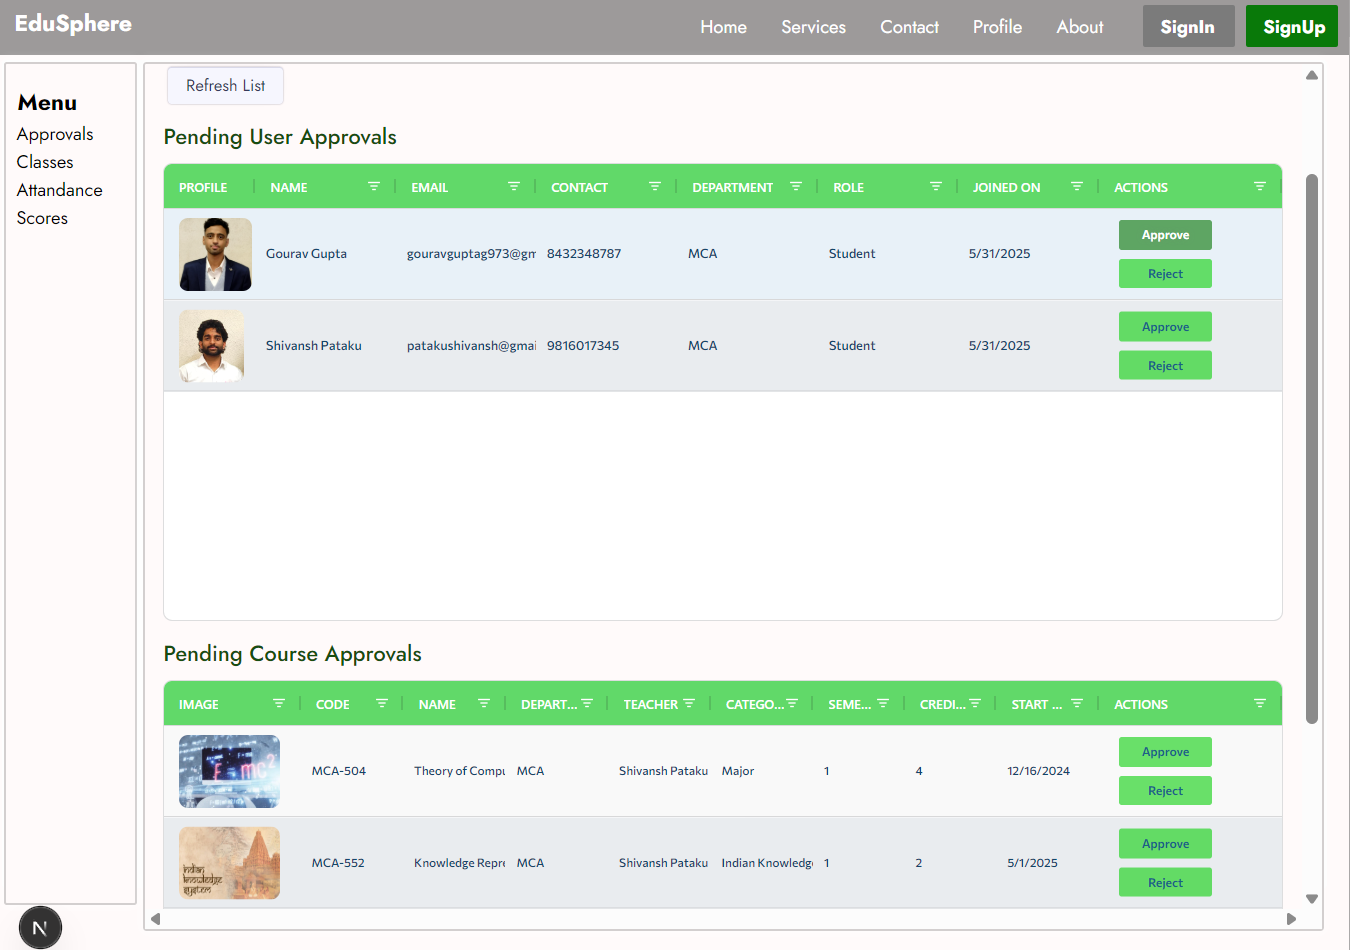 EduSphere Home Services Contact Profile About SignIn SignUp
Menu
Approvals
Classes
Attandance
Scores
Refresh List
Pending User Approvals
PROFILE NAME EMAIL CONTACT DEPARTMENT ROLE JOINED ON ACTIONS
Gourav Gupta gouravguptag973@gm 8432348787 MCA Student 5/31/2025 Approve
Reject
Shivansh Pataku patakushivansh@gmai 9816017345 MCA Student 5/31/2025 Approve
Reject
Pending Course Approvals
IMAGE CODE NAME DEPART... TEACHER CATEGO... SEME... CREDI... START ... ACTIONS
MCA-504 Theory of Compu MCA Shivansh Pataku Major 1 4 12/16/2024 Approve
Reject
mc2
indian
knowledge
system
MCA-552 Knowledge Repre MCA Shivansh Pataku Indian Knowledge 1 2 5/1/2025 Approve
Reject
N